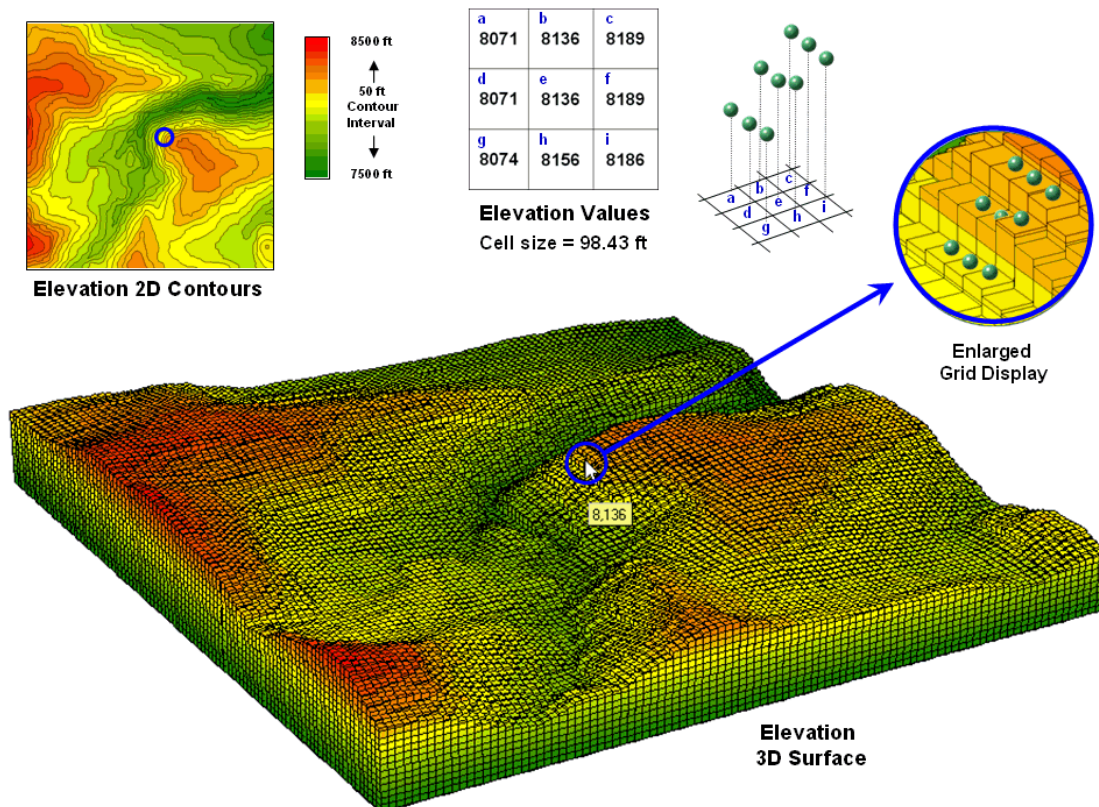 8500 ft
50 ft
Contour
Interval
7500 ft
Elevation 2D Contours
a b c
8071 8136 8189
d e f
8071 8136 8189
g h i
8074 8156 8186
Elevation Values
Cell size = 98.43 ft
c
b f
a e i
d h
g
Enlarged
Grid Display
8,136
Elevation
3D Surface